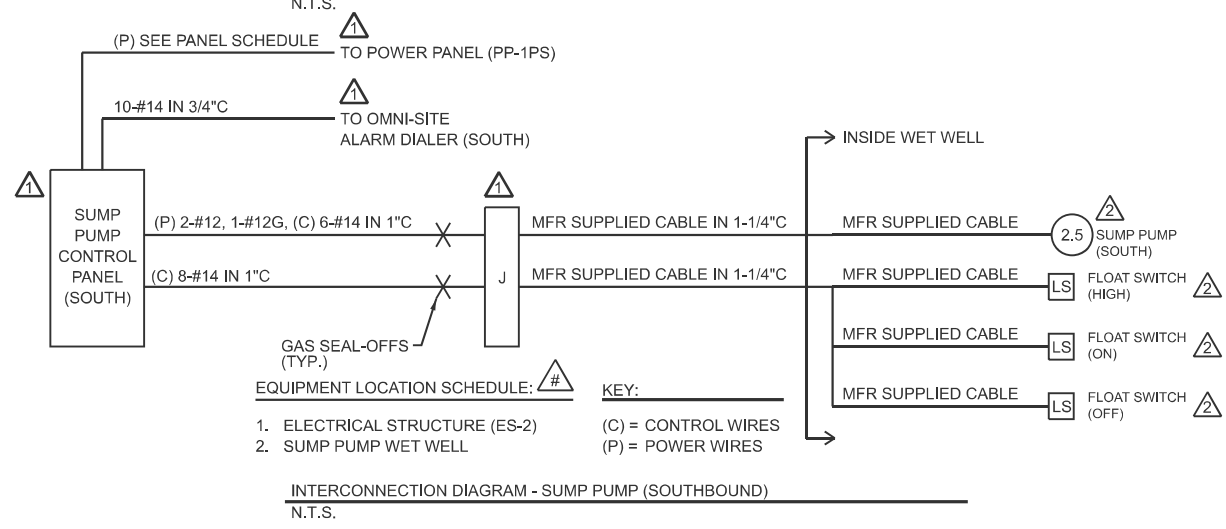 N.T.S.
(P) SEE PANEL SCHEDULE
1
TO POWER PANEL (PP-1PS)
10-#14 IN 3/4"C
1
TO OMNI-SITE
ALARM DIALER (SOUTH)
INSIDE WET WELL
1
SUMP
PUMP
CONTROL
PANEL
(SOUTH)
(P) 2-#12, 1-#12G, (C) 6-#14 IN 1"C
(C) 8-#14 IN 1"C
1
J
MFR SUPPLIED CABLE IN 1-1/4"C
MFR SUPPLIED CABLE IN 1-1/4"C
MFR SUPPLIED CABLE
2.5
2
SUMP PUMP
(SOUTH)
MFR SUPPLIED CABLE
LS
FLOAT SWITCH
(HIGH)
2
MFR SUPPLIED CABLE
LS
FLOAT SWITCH
(ON)
2
MFR SUPPLIED CABLE
LS
FLOAT SWITCH
(OFF)
2
GAS SEAL-OFFS
(TYP.)
EQUIPMENT LOCATION SCHEDULE: #
1. ELECTRICAL STRUCTURE (ES-2)
2. SUMP PUMP WET WELL
KEY:
(C) = CONTROL WIRES
(P) = POWER WIRES
INTERCONNECTION DIAGRAM - SUMP PUMP (SOUTHBOUND)
N.T.S.